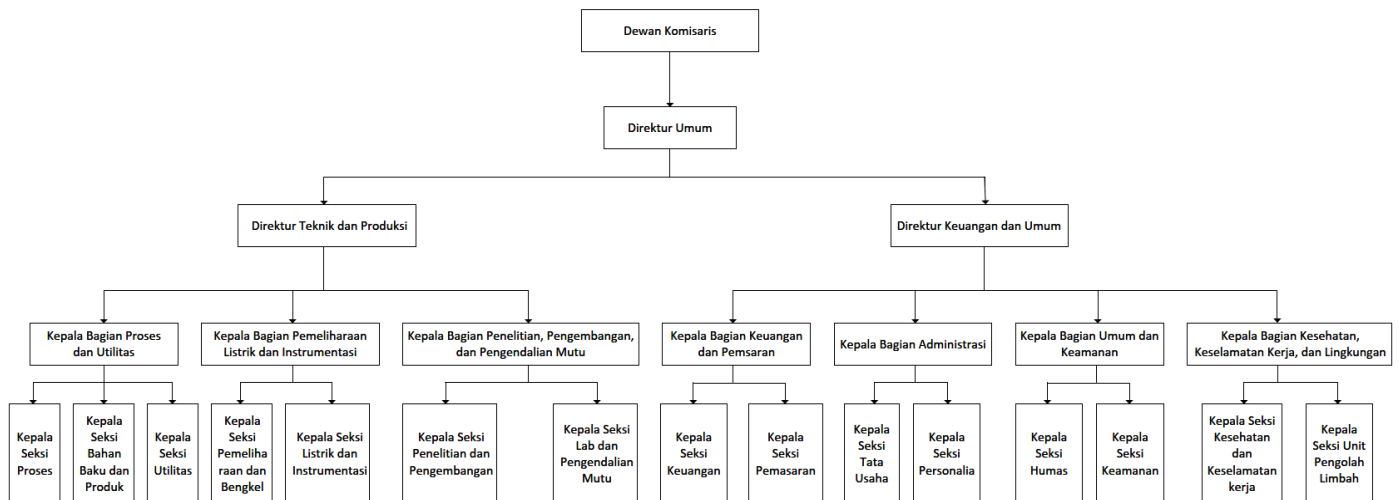 Dewan Komisaris
Direktur Umum
Direktur Teknik dan Produksi
Direktur Keuangan dan Umum
Kepala Bagian Proses
dan Utilitas
Kepala Bagian Pemeliharaan
Listrik dan Instrumentasi
Kepala Bagian Penelitian, Pengembangan,
dan Pengendalian Mutu
Kepala Bagian Keuangan
dan Pemsaran
Kepala Bagian Administrasi
Kepala Bagian Umum dan
Keamanan
Kepala Bagian Kesehatan,
Keselamatan Kerja, dan Lingkungan
Kepala
Seksi
Proses
Kepala
Seksi
Bahan
Baku dan
Produk
Kepala
Seksi
Utilitas
Kepala
Seksi
Pemeliha
raan dan
Bengkel
Kepala Seksi
Listrik dan
Instrumentasi
Kepala Seksi
Penelitian dan
Pengembangan
Kepala Seksi
Lab dan
Pengendalian
Mutu
Kepala
Seksi
Keuangan
Kepala
Seksi
Pemasaran
Kepala
Seksi
Tata
Usaha
Kepala
Seksi
Personalia
Kepala
Seksi
Humas
Kepala
Seksi
Keamanan
Kepala Seksi
Kesehatan
dan
Keselamatan
kerja
Kepala
Seksi Unit
Pengolah
Limbah